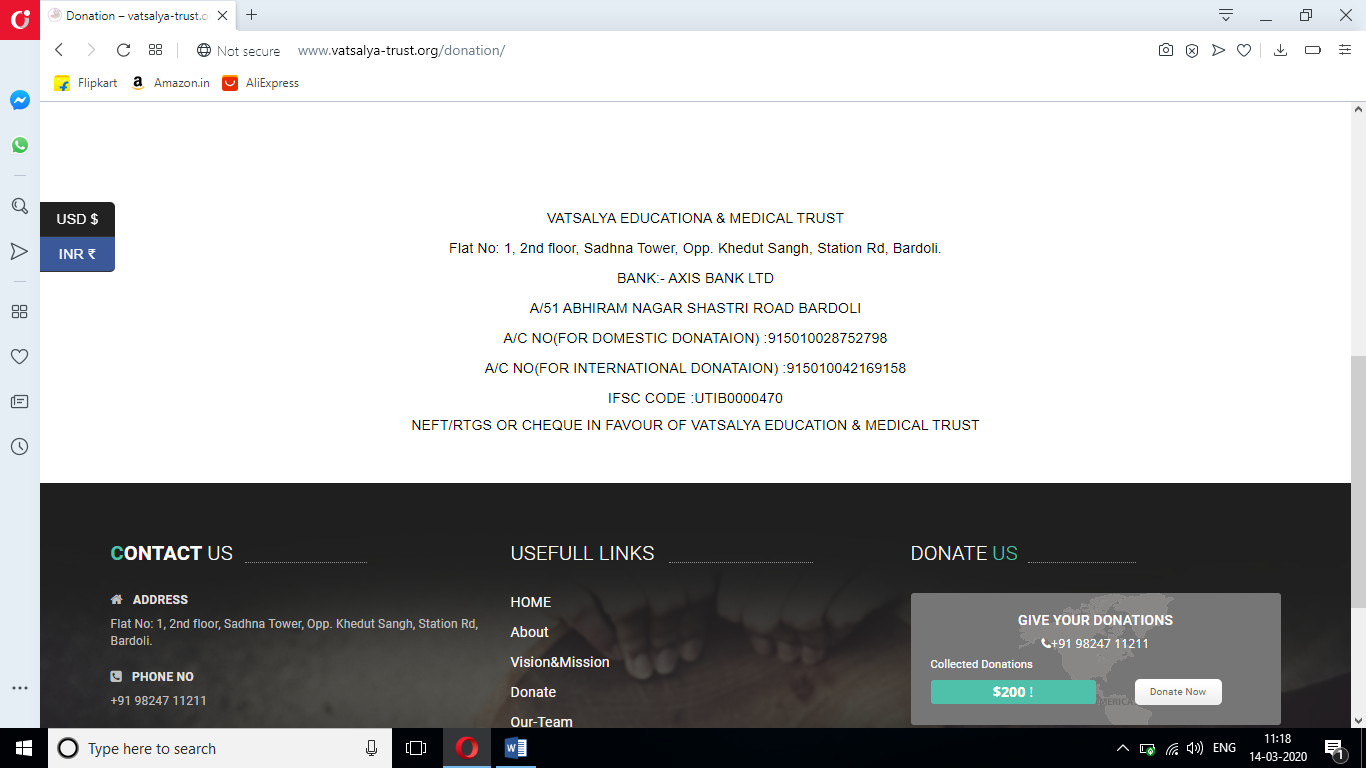 Donation – vatsalya-trust.o
Not secure www.vatsalya-trust.org/donation/
Flipkart Amazon.in AliExpress
USD $
INR ₹
VATSALYA EDUCATIONA & MEDICAL TRUST
Flat No: 1, 2nd floor, Sadhna Tower, Opp. Khedut Sangh, Station Rd, Bardoli.
BANK:- AXIS BANK LTD
A/51 ABHIRAM NAGAR SHASTRI ROAD BARDOLI
A/C NO(FOR DOMESTIC DONATAION) :915010028752798
A/C NO(FOR INTERNATIONAL DONATAION) :915010042169158
IFSC CODE :UTIB0000470
NEFT/RTGS OR CHEQUE IN FAVOUR OF VATSALYA EDUCATION & MEDICAL TRUST
CONTACT US
ADDRESS
Flat No: 1, 2nd floor, Sadhna Tower, Opp. Khedut Sangh, Station Rd,
Bardoli.
PHONE NO
+91 98247 11211
USEFULL LINKS
HOME
About
Vision&Mission
Donate
Our-Team
DONATE US
GIVE YOUR DONATIONS
+91 98247 11211
Collected Donations
$200 !
Donate Now
MERICA
Type here to search
ENG
11:18
14-03-2020
1